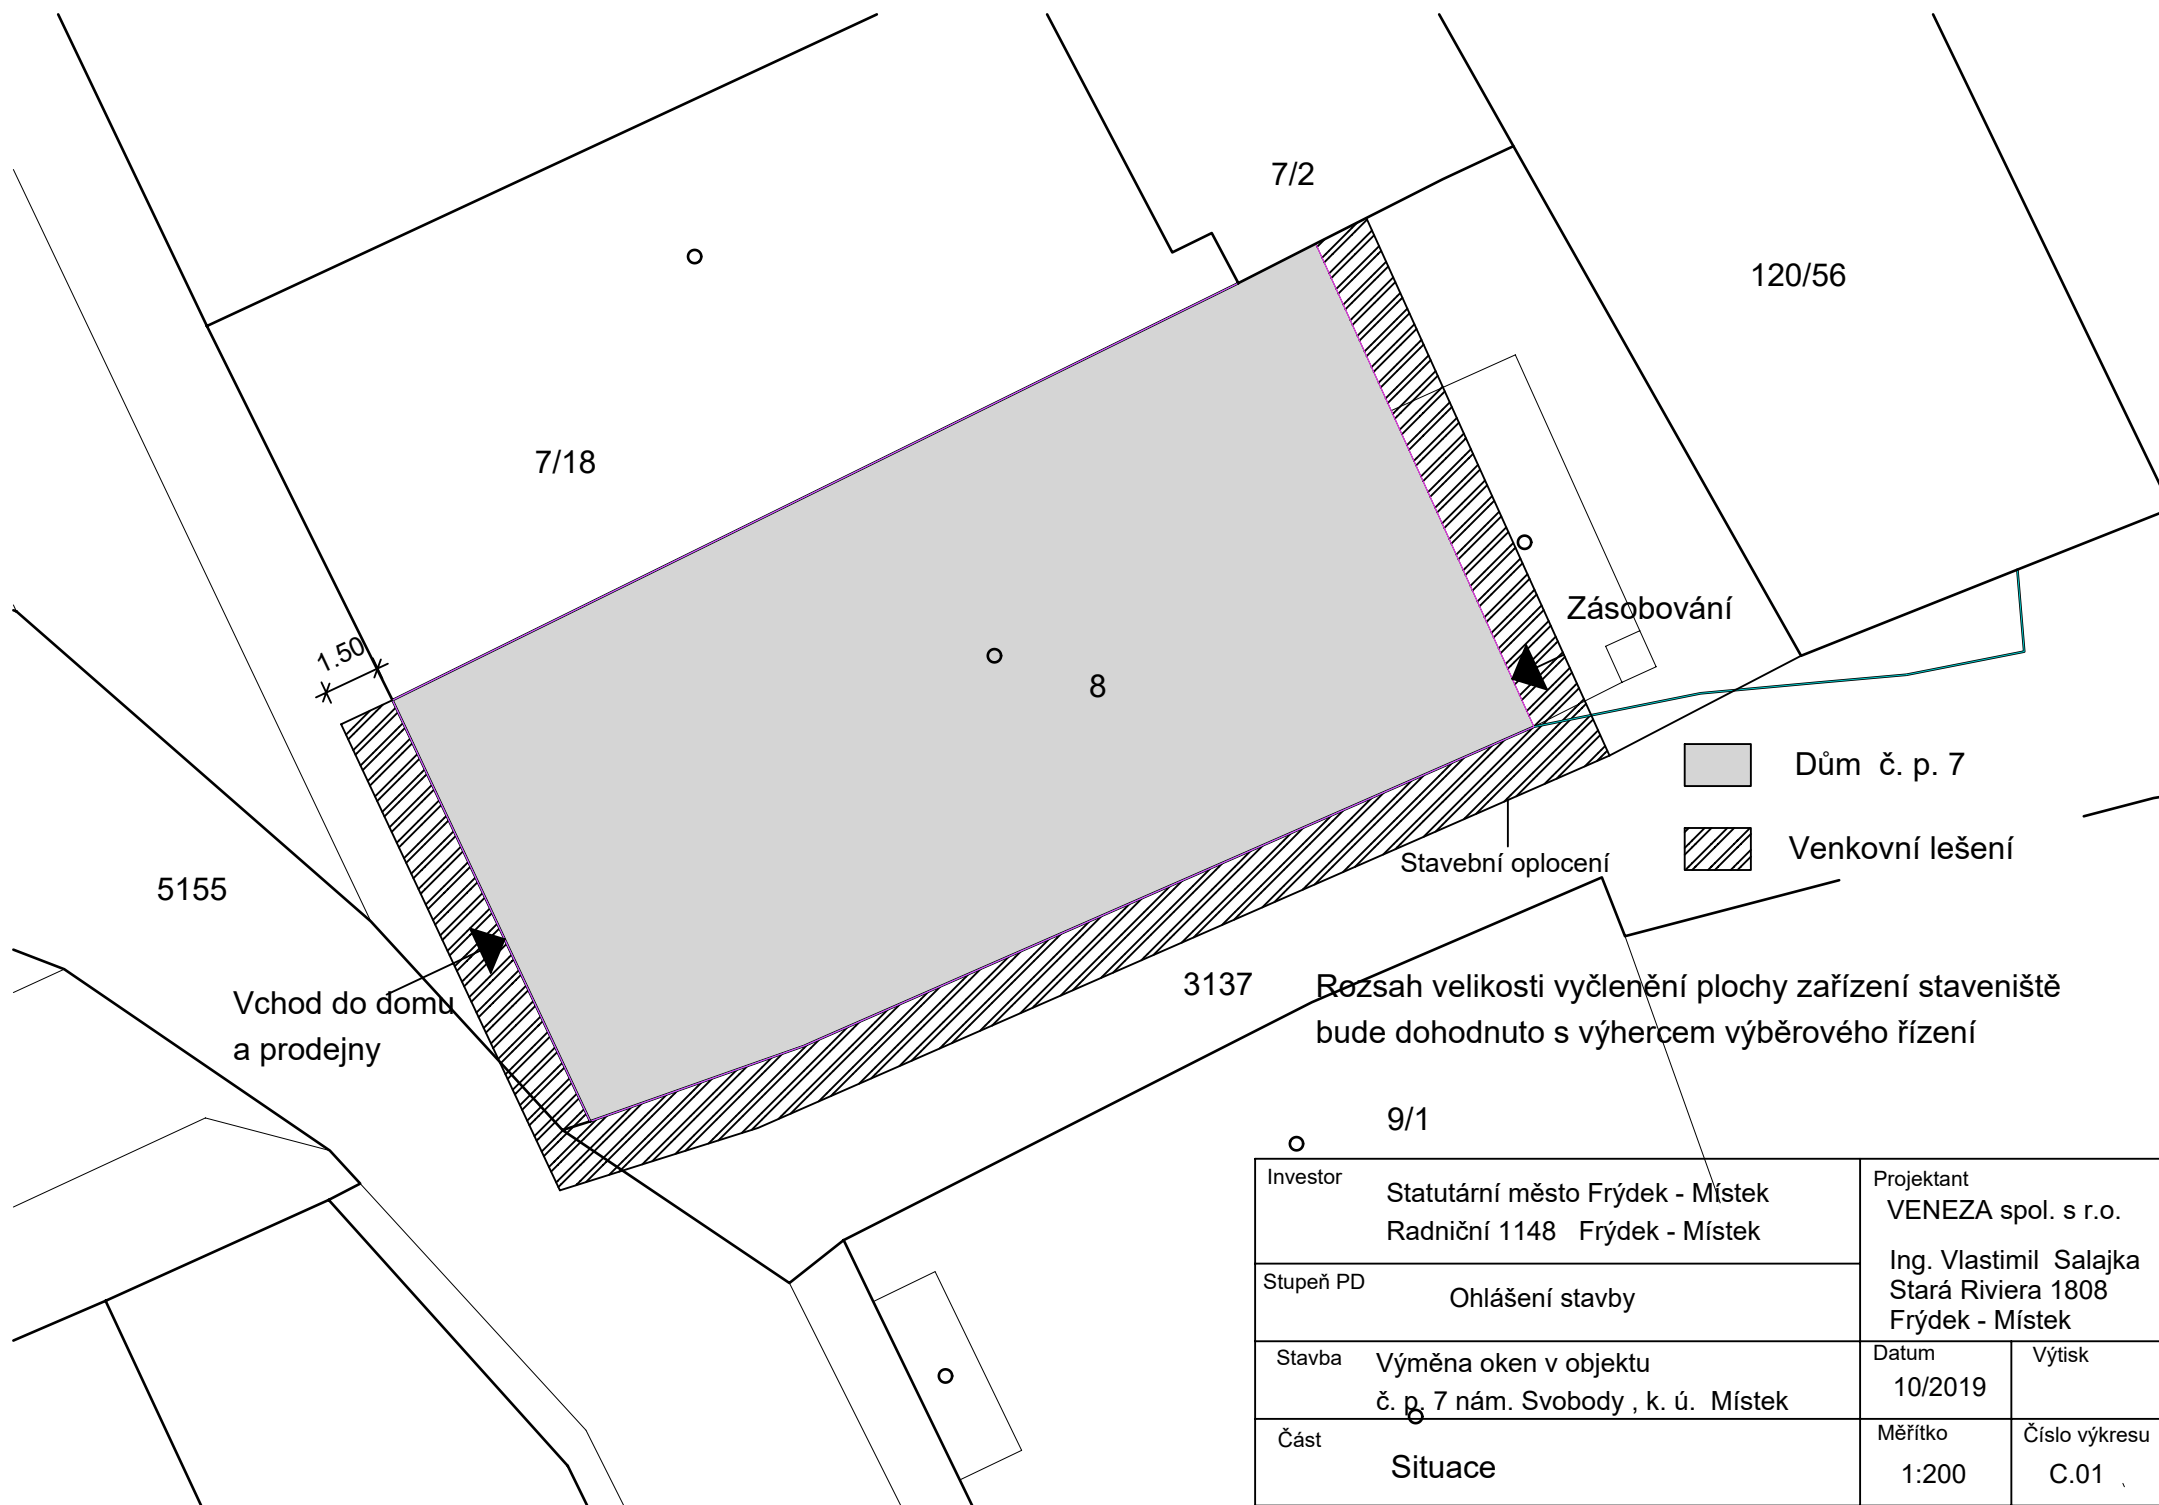 7/2
120/56
7/18
Zásobování
1.50
8
Dům č. p. 7
Venkovní lešení
Stavební oplocení
5155
Vchod do domu
a prodejny
3137
Rozsah velikosti vyčlenění plochy zařízení staveniště
bude dohodnuto s výhercem výběrového řízení
9/1
Investor
Statutární město Frýdek - Místek
Radniční 1148 Frýdek - Místek
Projektant
VENEZA spol. s r.o.
Ing. Vlastimil Salajka
Stará Riviera 1808
Frýdek - Místek
Stupeň PD
Ohlášení stavby
Stavba
Výměna oken v objektu
č. p. 7 nám. Svobody , k. ú. Místek
Datum
10/2019
Výtisk
Část
Situace
Měřítko
1:200
Číslo výkresu
C.01